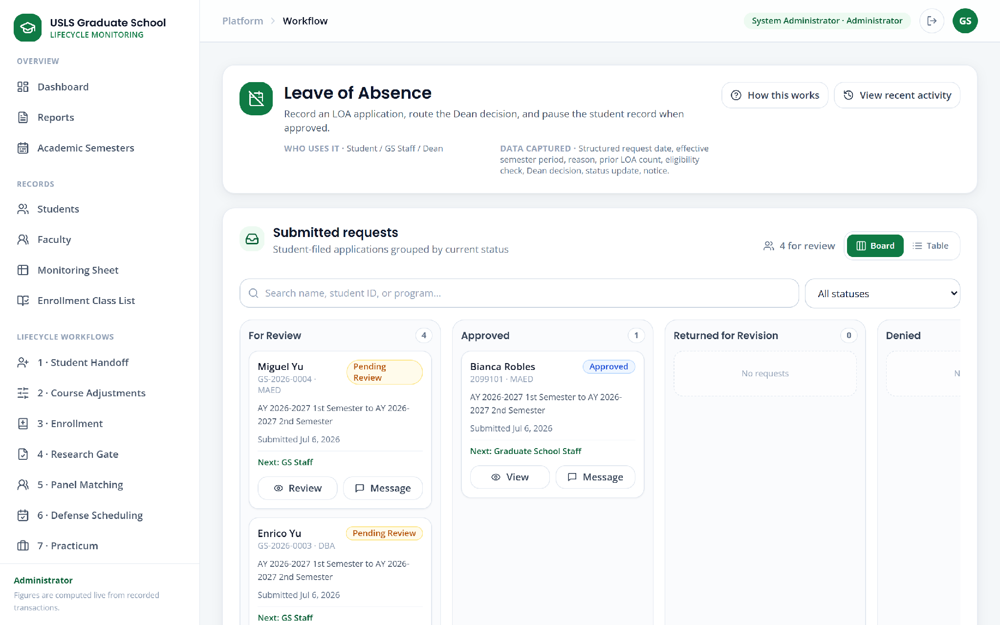 USLS Graduate School
LIFECYCLE MONITORING
OVERVIEW
Dashboard
Reports
Academic Semesters
RECORDS
Students
Faculty
Monitoring Sheet
Enrollment Class List
LIFECYCLE WORKFLOWS
1 · Student Handoff
2 · Course Adjustments
3 · Enrollment
4 · Research Gate
5 · Panel Matching
6 · Defense Scheduling
7 · Practicum
Administrator
Figures are computed live from recorded
transactions.
Platform > Workflow
System Administrator · Administrator
GS
Leave of Absence
Record an LOA application, route the Dean decision, and pause the student record when
approved.
WHO USES IT · Student / GS Staff / Dean
DATA CAPTURED · Structured request date, effective
semester period, reason, prior LOA count, eligibility
check, Dean decision, status update, notice.
How this works
View recent activity
Submitted requests
Student-filed applications grouped by current status
4 for review
Board
Table
Search name, student ID, or program...
All statuses
For Review
4
Miguel Yu
Pending
Review
GS-2026-0004 ·
MAED
AY 2026-2027 1st Semester to AY 2026-
2027 2nd Semester
Submitted Jul 6, 2026
Next: GS Staff
Review
Message
Enrico Yu
Pending Review
GS-2026-0003 · DBA
AY 2026-2027 1st Semester to AY 2026-
2027 2nd Semester
Submitted Jul 6, 2026
Next: GS Staff
Approved
1
Bianca Robles
Approved
2099101 · MAED
AY 2026-2027 1st Semester to AY 2026-
2027 2nd Semester
Submitted Jul 6, 2026
Next: Graduate School Staff
View
Message
Returned for Revision
0
No requests
Denied